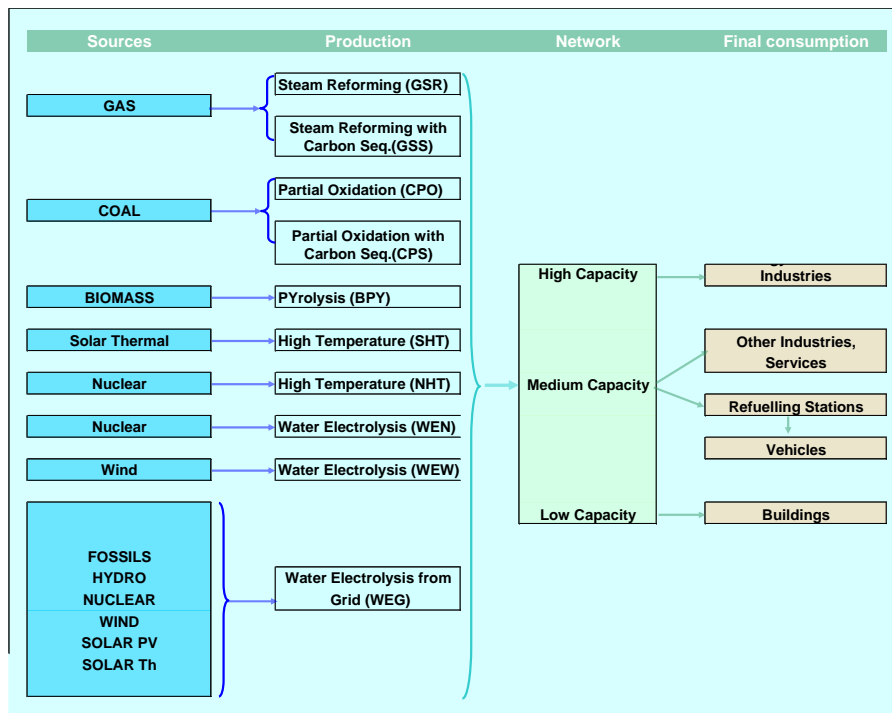 Sources
Production
Network
Final consumption
GAS
Steam Reforming (GSR)
Steam Reforming with
Carbon Seq.(GSS)
COAL
Partial Oxidation (CPO)
Partial Oxidation with
Carbon Seq.(CPS)
BIOMASS
PYrolysis (BPY)
Solar Thermal
High Temperature (SHT)
Nuclear
High Temperature (NHT)
Nuclear
Water Electrolysis (WEN)
Wind
Water Electrolysis (WEW)
FOSSILS
HYDRO
NUCLEAR
WIND
SOLAR PV
SOLAR Th
Water Electrolysis from
Grid (WEG)
High Capacity
Medium Capacity
Low Capacity
Industries
Other Industries,
Services
Refuelling Stations
Vehicles
Buildings